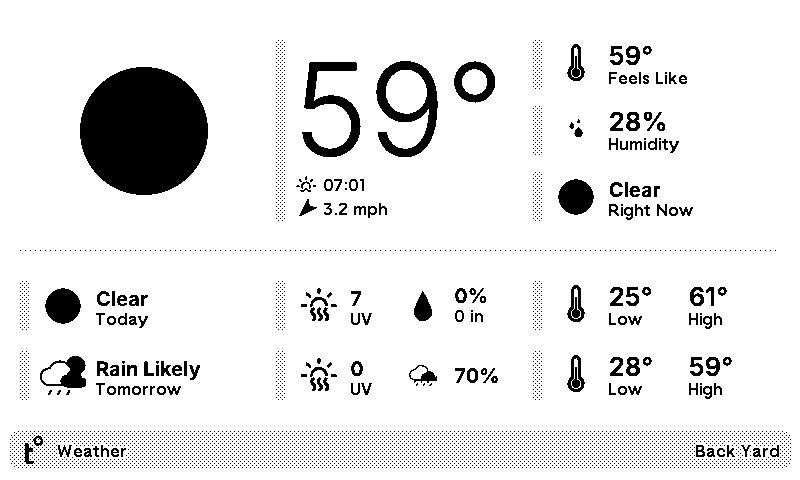 59°
07:01
3.2 mph
59°
Feels Like
28%
Humidity
Clear
Right Now
Clear
Today
7
UV
0%
0 in
25°
Low
61°
High
Rain Likely
Tomorrow
0
UV
70%
28°
Low
59°
High
t° Weather
Back Yard